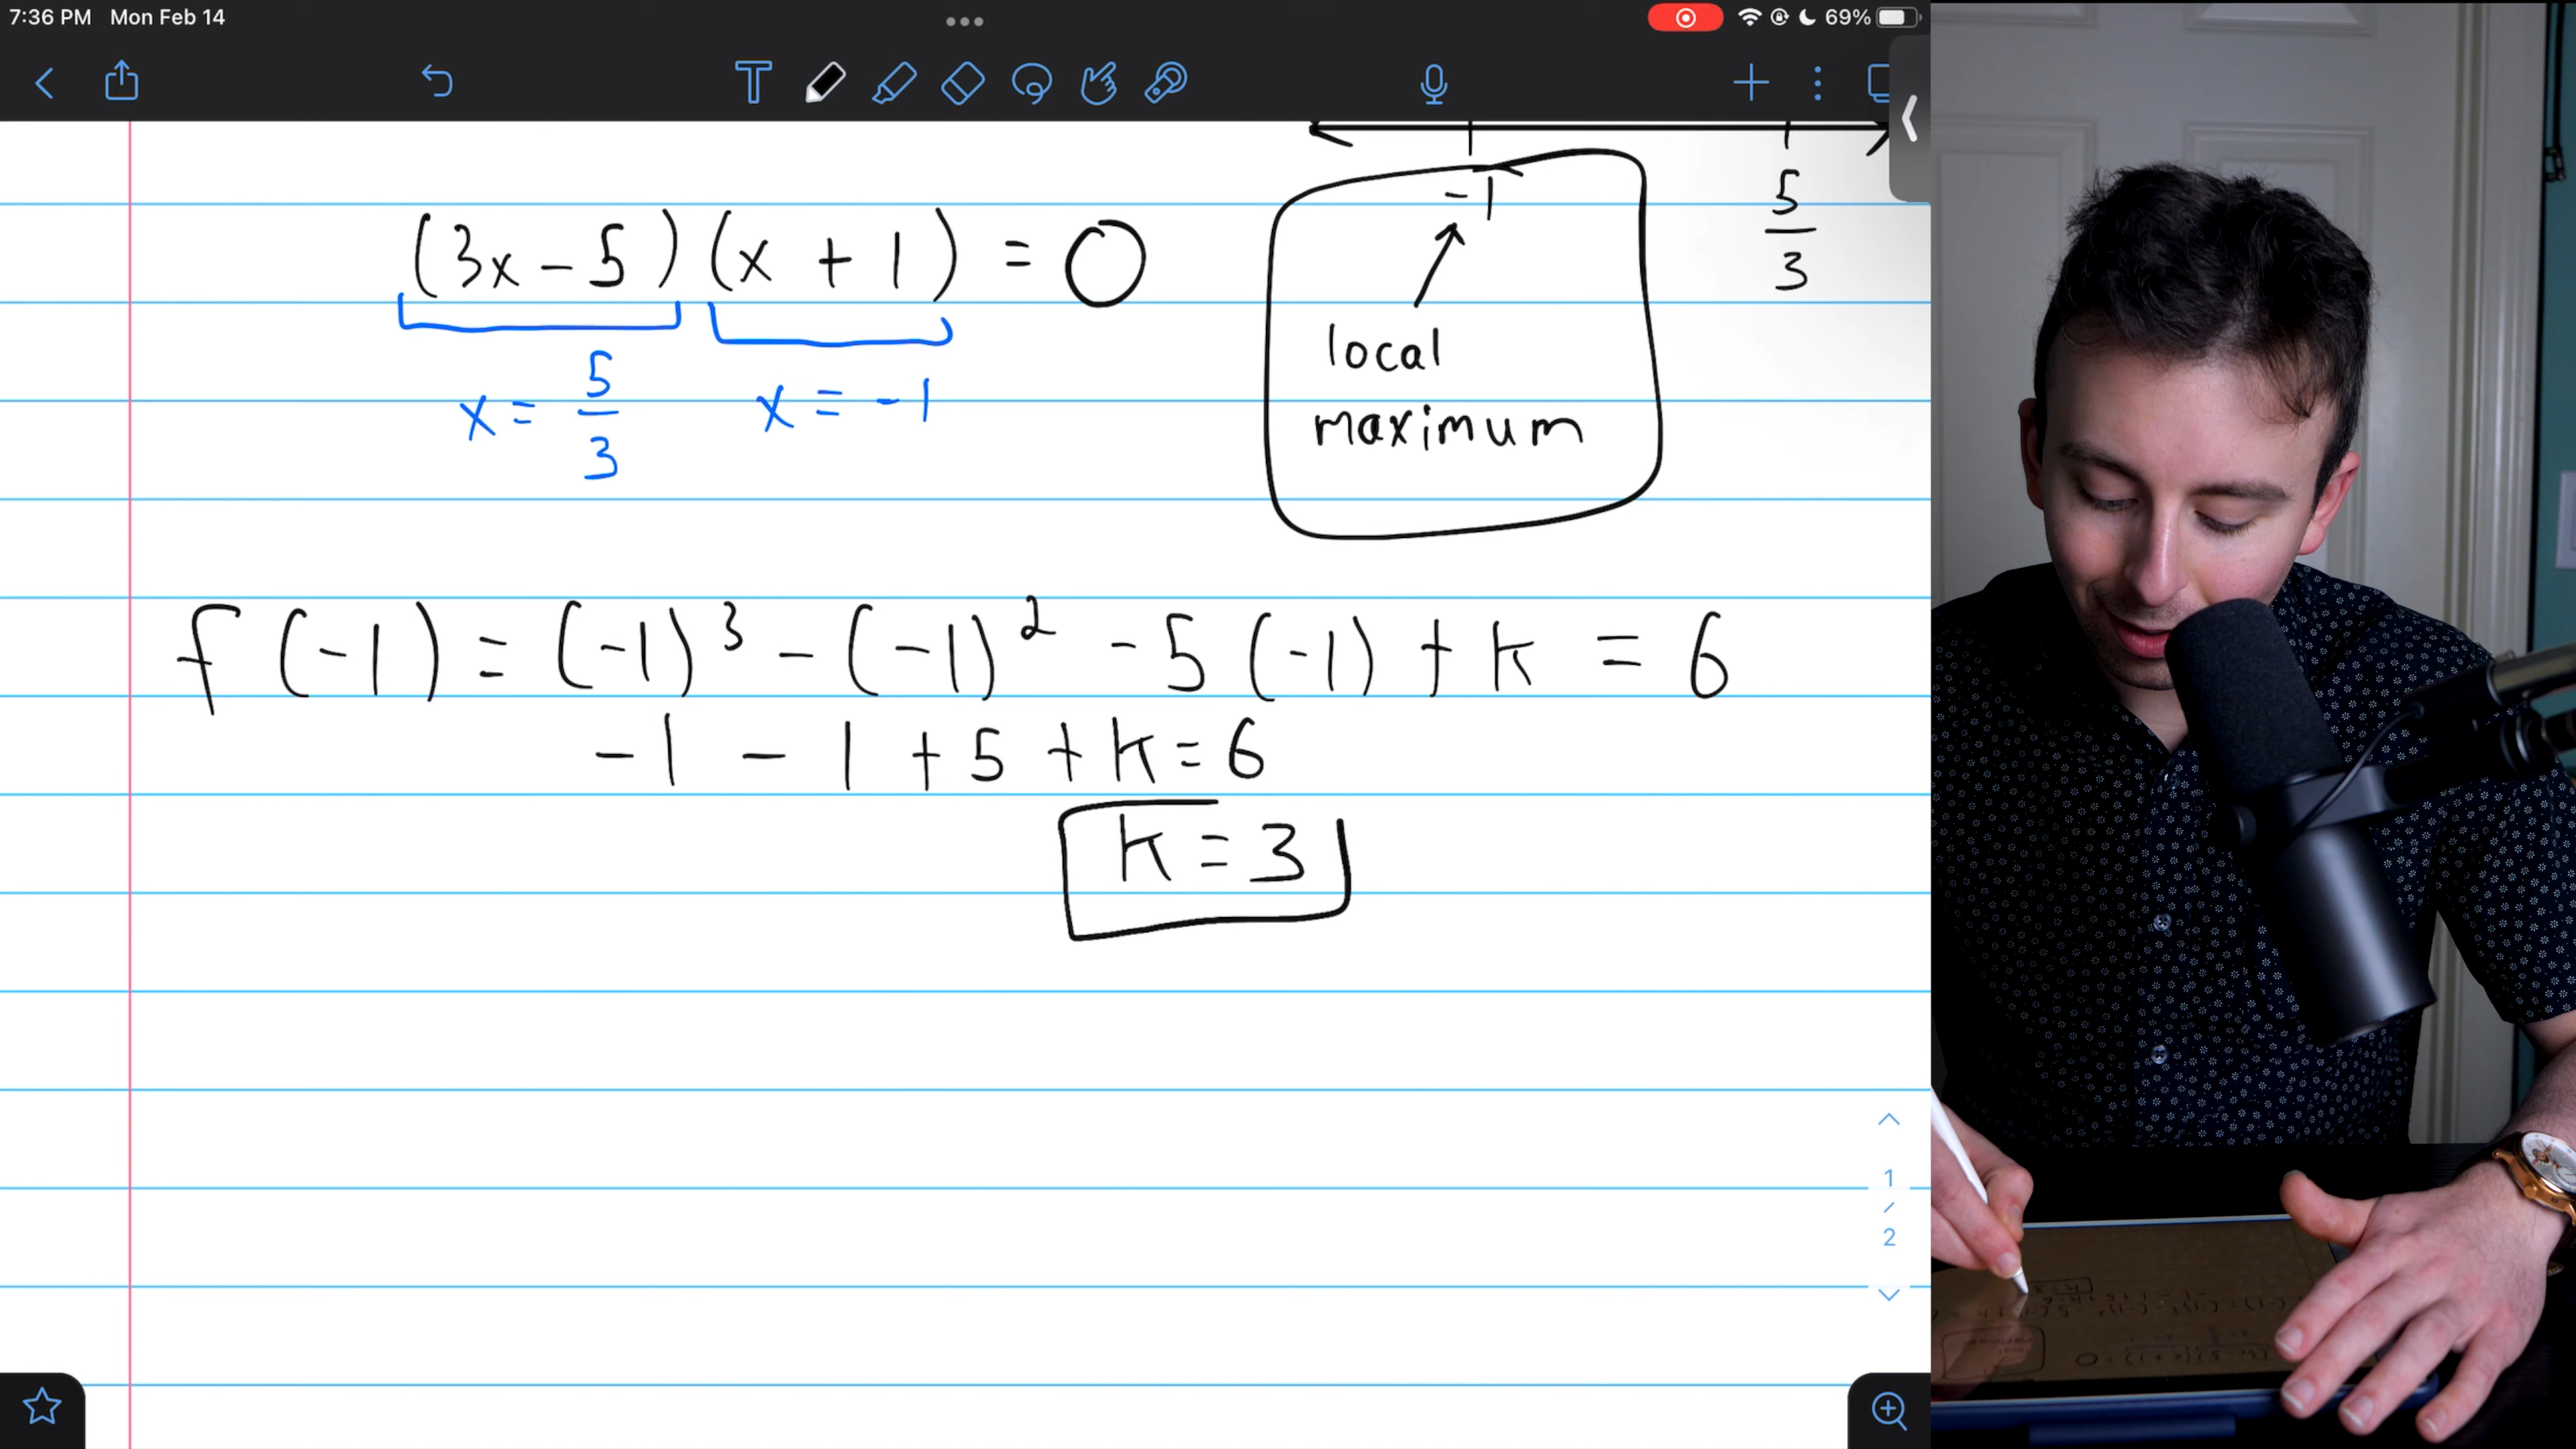 7:36 PM Mon Feb 14
69%
T
-1
5
3
(3x - 5)(x + 1) = 0
local
maximum
x = 5/3 x = -1
f(-1) = (-1)³ - (-1)² - 5(-1) + k = 6
-1 - 1 + 5 + k = 6
k = 3
1
/
2